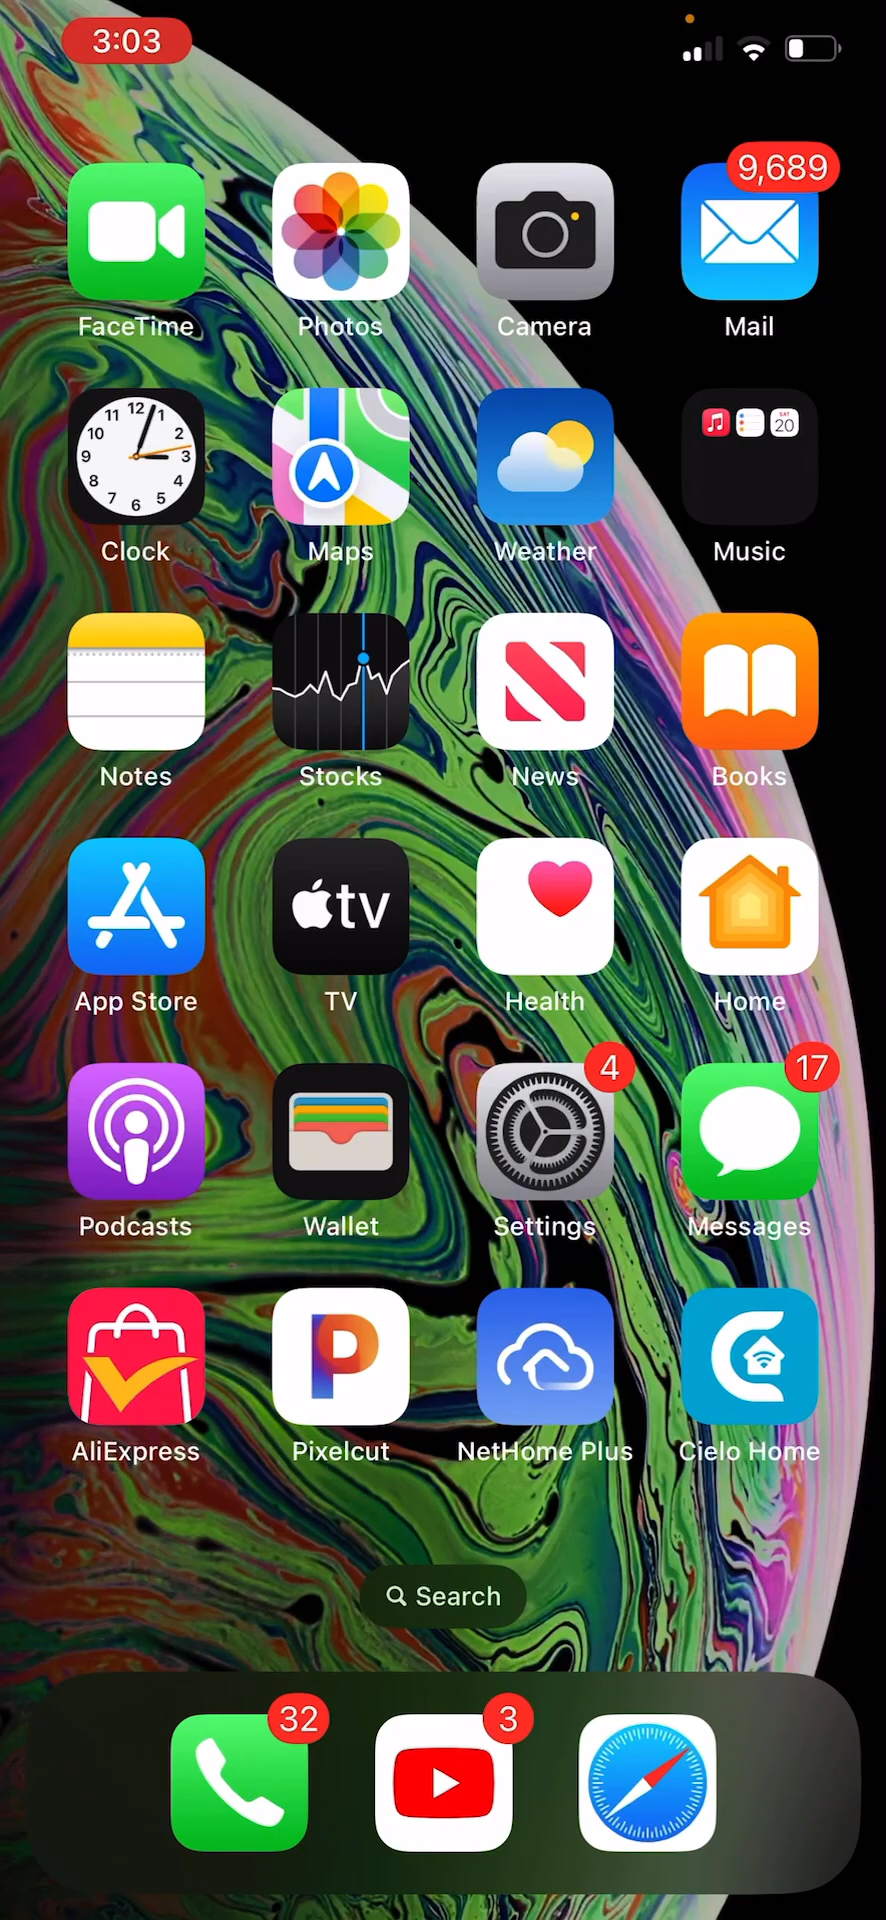 3:03
9,689
FaceTime Photos Camera Mail
12 1 2 3 4 5 6 7 8 9 10 11
SAT
20
Clock Maps Weather Music
Notes Stocks News Books
tv
App Store TV Health Home
4 17
Podcasts Wallet Settings Messages
P
AliExpress Pixelcut NetHome Plus Cielo Home
Search
32 3